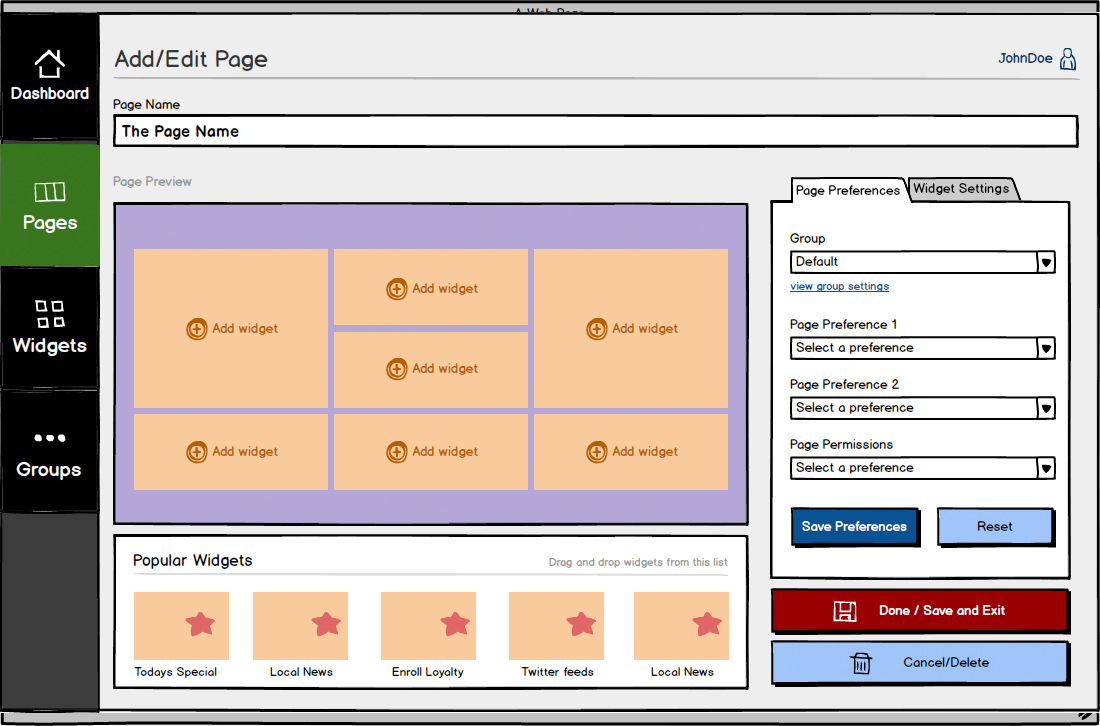 A Web Page
Dashboard
Pages
Widgets
Groups
Add/Edit Page
JohnDoe
Page Name
The Page Name
Page Preview
Add widget
Add widget
Add widget
Add widget
Add widget
Add widget
Add widget
Popular Widgets
Drag and drop widgets from this list
Todays Special
Local News
Enroll Loyalty
Twitter feeds
Local News
Page Preferences
Widget Settings
Group
Default
view group settings
Page Preference 1
Select a preference
Page Preference 2
Select a preference
Page Permissions
Select a preference
Save Preferences
Reset
Done / Save and Exit
Cancel/Delete